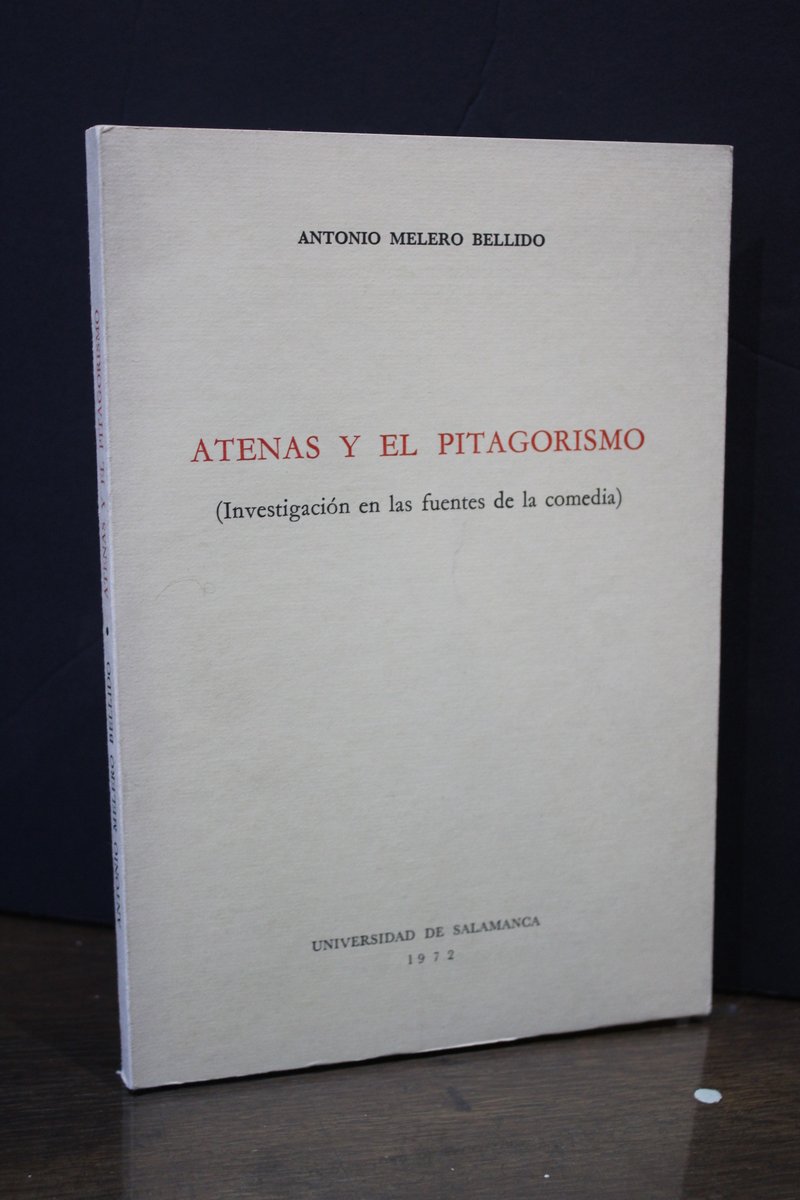 ANTONIO MELERO BELLIDO
ATENAS Y EL PITAGORISMO
(Investigación en las fuentes de la comedia)
UNIVERSIDAD DE SALAMANCA
1972
ANTONIO MELERO BELLIDO • ATENAS Y EL PITAGORISMO